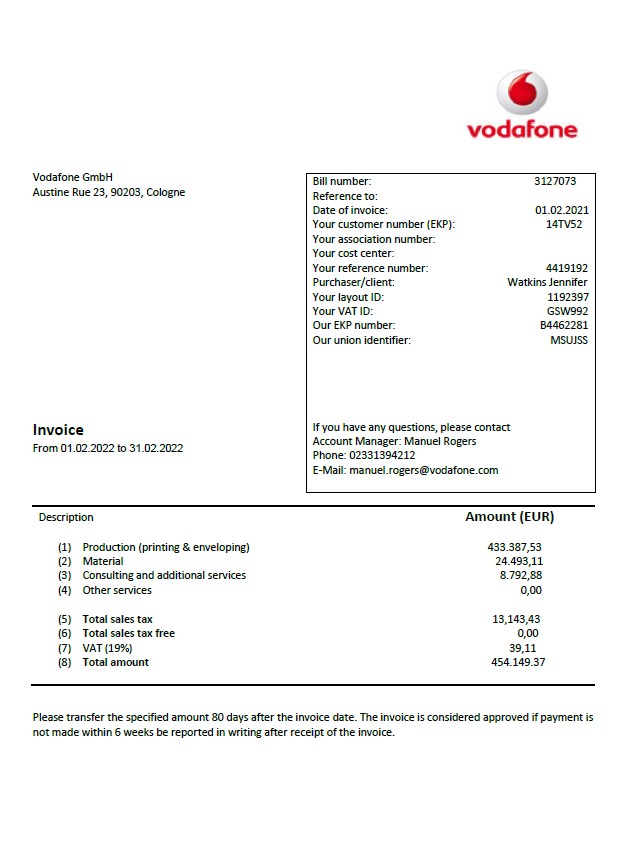 vodafone
Vodafone GmbH
Austine Rue 23, 90203, Cologne
Bill number: 3127073
Reference to:
Date of invoice: 01.02.2021
Your customer number (EKP): 14TV52
Your association number:
Your cost center:
Your reference number: 4419192
Purchaser/client: Watkins Jennifer
Your layout ID: 1192397
Your VAT ID: GSW992
Our EKP number: B4462281
Our union identifier: MSUJSS
Invoice
From 01.02.2022 to 31.02.2022
If you have any questions, please contact
Account Manager: Manuel Rogers
Phone: 02331394212
E-Mail: manuel.rogers@vodafone.com
Description Amount (EUR)
(1) Production (printing & enveloping) 433.387,53
(2) Material 24.493,11
(3) Consulting and additional services 8.792,88
(4) Other services 0,00
(5) Total sales tax 13,143,43
(6) Total sales tax free 0,00
(7) VAT (19%) 39,11
(8) Total amount 454.149.37
Please transfer the specified amount 80 days after the invoice date. The invoice is considered approved if payment is
not made within 6 weeks be reported in writing after receipt of the invoice.